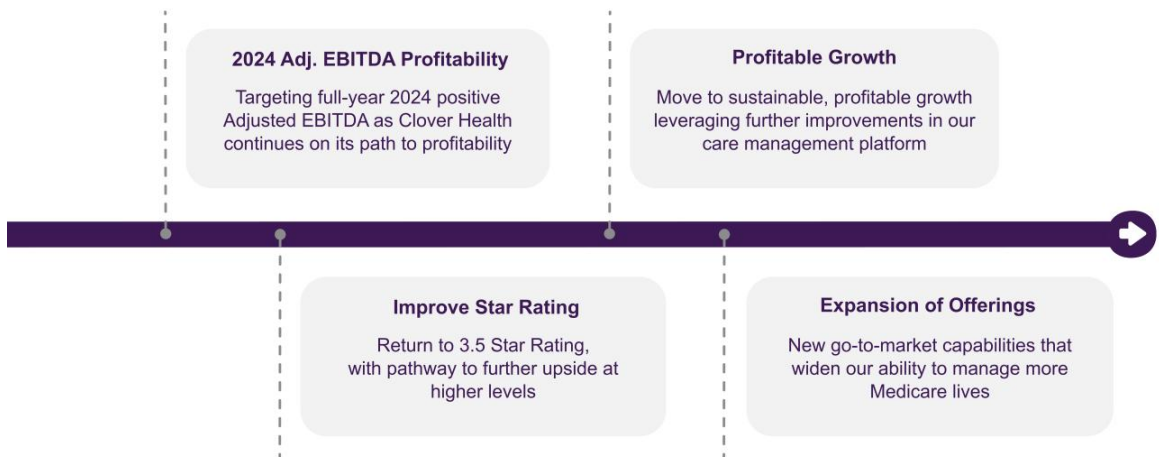 2024 Adj. EBITDA Profitability
Targeting full-year 2024 positive
Adjusted EBITDA as Clover Health
continues on its path to profitability
Improve Star Rating
Return to 3.5 Star Rating,
with pathway to further upside at
higher levels
Profitable Growth
Move to sustainable, profitable growth
leveraging further improvements in our
care management platform
Expansion of Offerings
New go-to-market capabilities that
widen our ability to manage more
Medicare lives